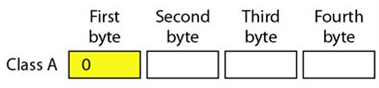 First Second Third Fourth
byte byte byte byte
Class A 0